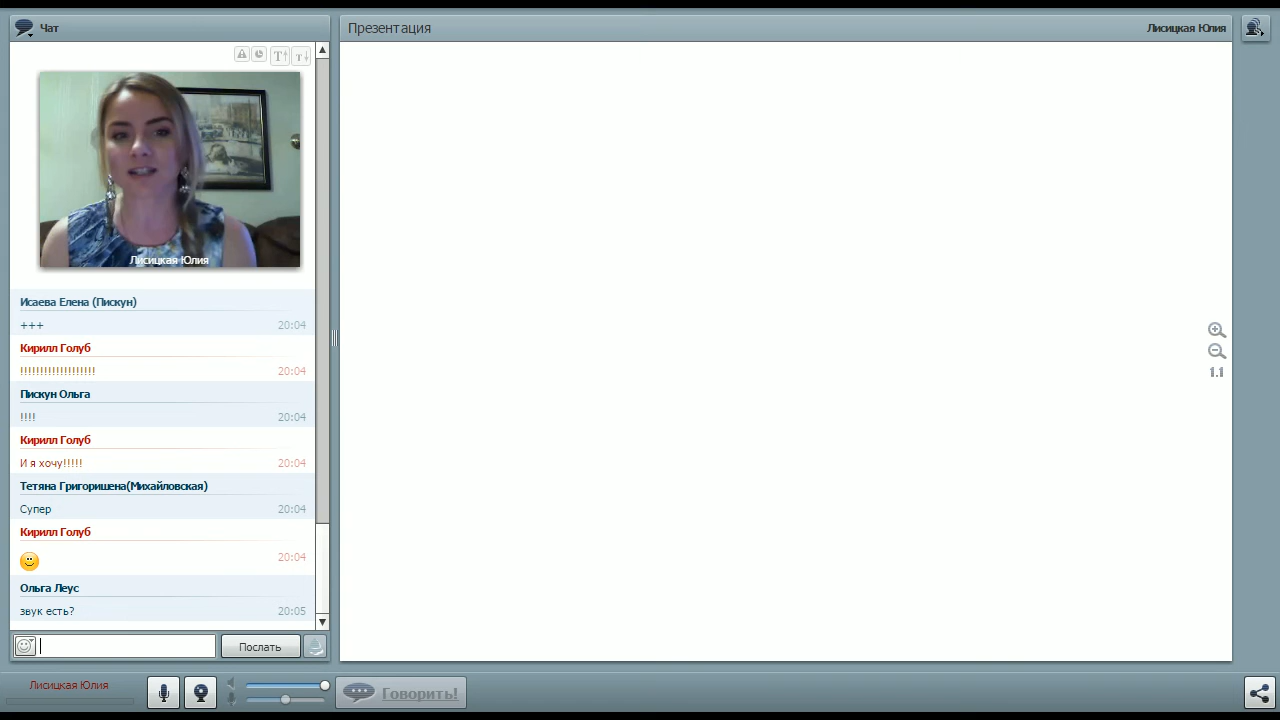 Чат
Презентация
Лисицкая Юлия
T T
Лисицкая Юлия
Исаева Елена (Пискун)
+++ 20:04
Кирилл Голуб
!!!!!!!!!!!!!!!!!!! 20:04
Пискун Ольга
!!!! 20:04
Кирилл Голуб
И я хочу!!!!! 20:04
Тетяна Григоришена(Михайловская)
Супер 20:04
Кирилл Голуб
20:04
Ольга Леус
звук есть? 20:05
Послать
1.1
Лисицкая Юлия
Говорить!